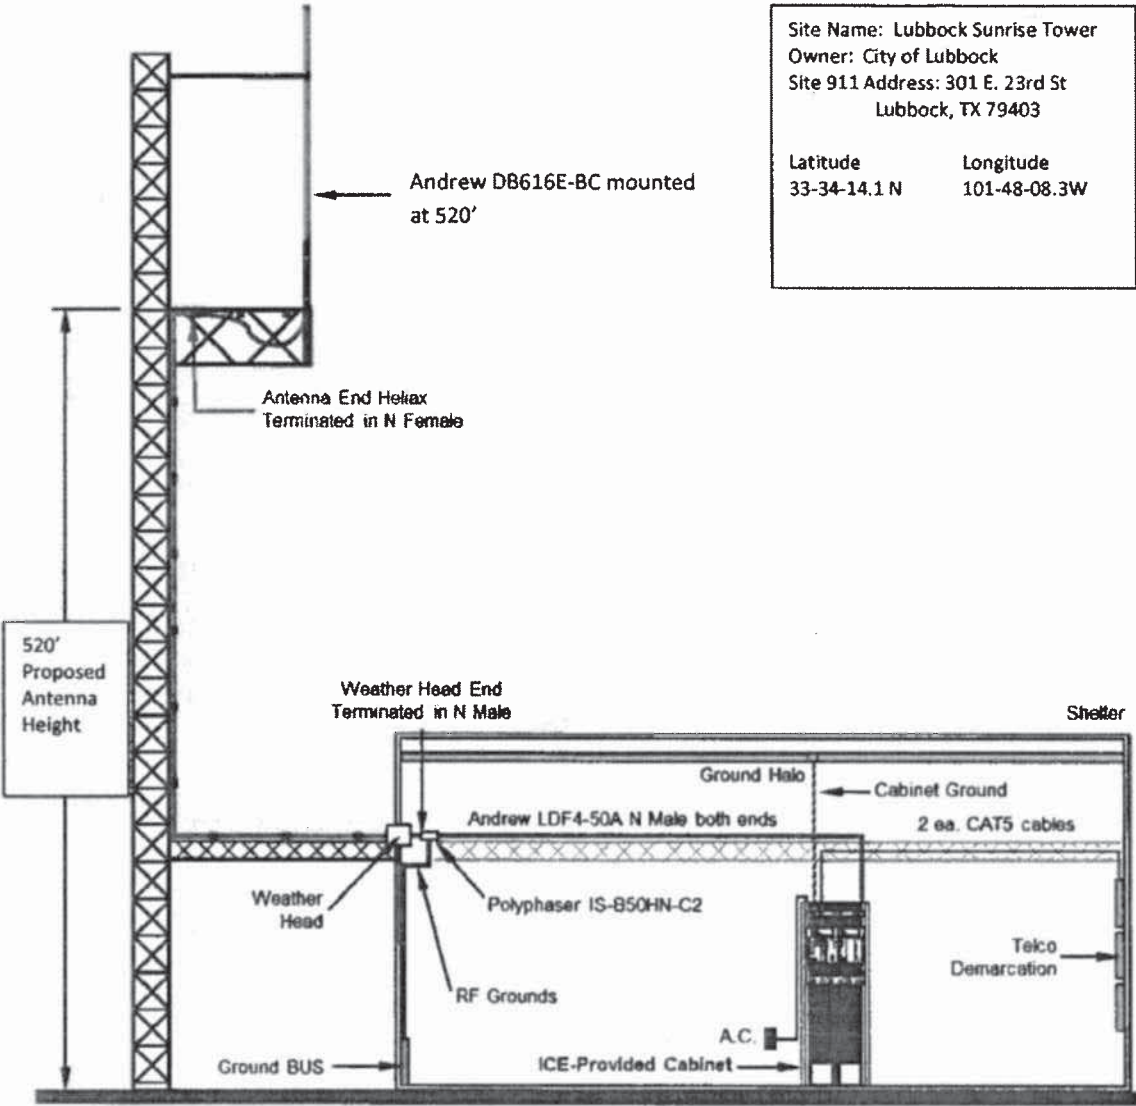 Site Name: Lubbock Sunrise Tower
Owner: City of Lubbock
Site 911 Address: 301 E. 23rd St
Lubbock, TX 79403
Latitude Longitude
33-34-14.1 N 101-48-08.3W
Andrew DB616E-BC mounted
at 520'
Antenna End Heliax
Terminated in N Female
520'
Proposed
Antenna
Height
Weather Head End
Terminated in N Male
Shelter
Ground Halo
Cabinet Ground
Andrew LDF4-50A N Male both ends
2 ea. CAT5 cables
Weather
Head
Polyphaser IS-B50HN-C2
Telco
Demarcation
RF Grounds
A.C.
Ground BUS
ICE-Provided Cabinet